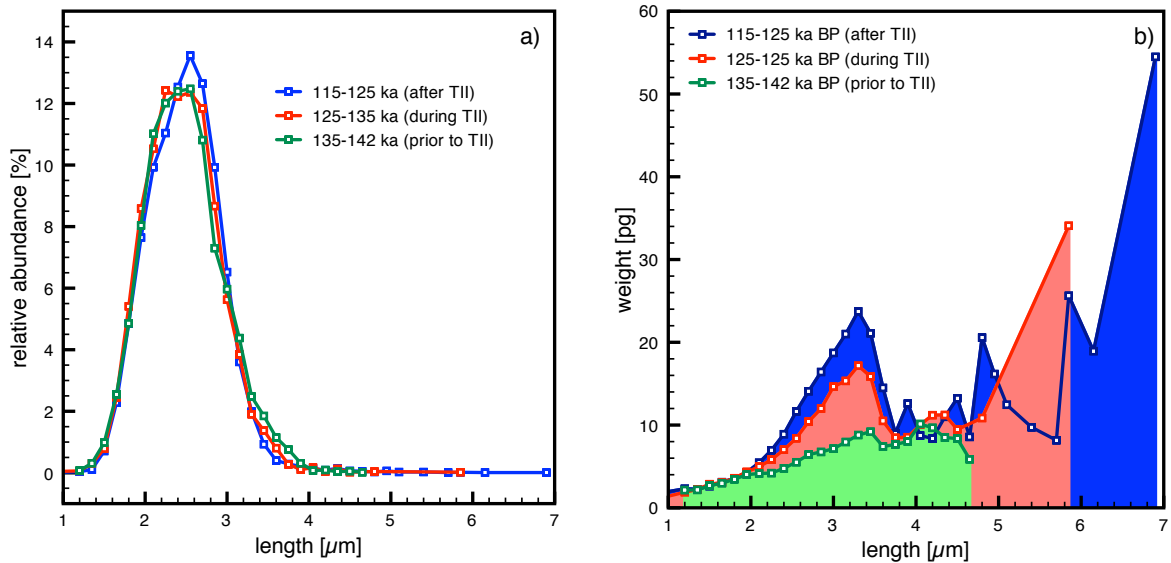 a)
14
12
10
8
6
4
2
0
relative abundance [%]
115-125 ka (after TII)
125-135 ka (during TII)
135-142 ka (prior to TII)
1 2 3 4 5 6 7
length [µm]
b)
60
50
40
30
20
10
0
weight [pg]
115-125 ka BP (after TII)
125-125 ka BP (during TII)
135-142 ka BP (prior to TII)
1 2 3 4 5 6 7
length [µm]